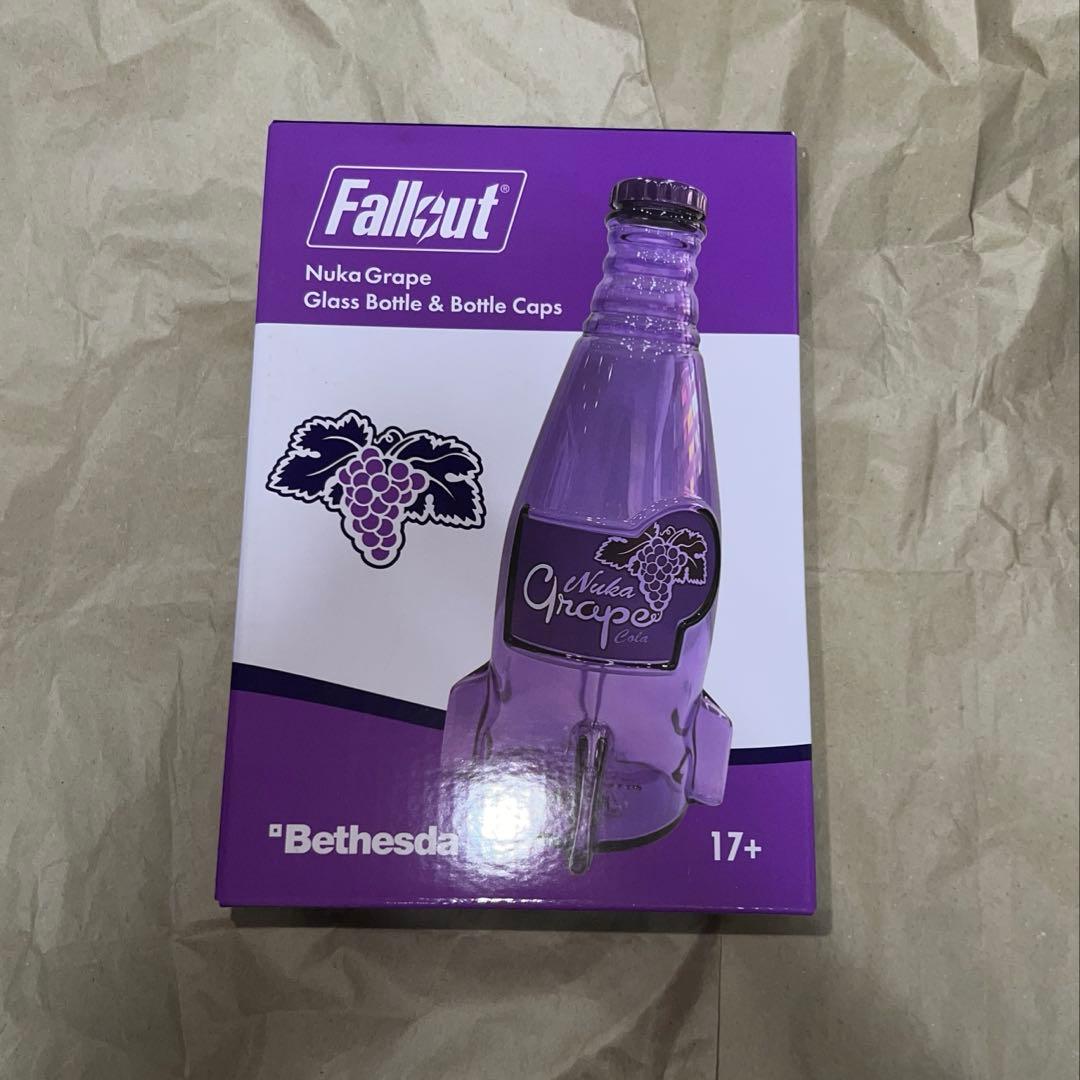 Fallout®
Nuka Grape
Glass Bottle & Bottle Caps
Nuka
Grape
Cola
Bethesda
17+